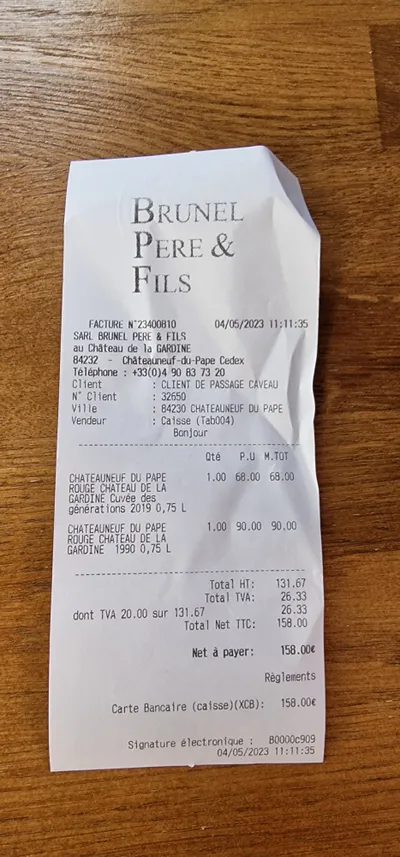 BRUNEL
PERE &
FILS
FACTURE N°23400810 04/05/2023 11:11:35
SARL BRUNEL PERE & FILS
au Château de la GARDINE
84232 - Châteauneuf-du-Pape Cedex
Téléphone : +33(0)4 90 83 73 20
Client : CLIENT DE PASSAGE CAVEAU
N° Client : 32650
Ville : 84230 CHATEAUNEUF DU PAPE
Vendeur : Caisse (Tab004)
Bonjour
Qté P.U M.TOT
CHATEAUNEUF DU PAPE 1.00 68.00 68.00
ROUGE CHATEAU DE LA
GARDINE Cuvée des
générations 2019 0,75 L
CHATEAUNEUF DU PAPE 1.00 90.00 90.00
ROUGE CHATEAU DE LA
GARDINE 1990 0,75 L
Total HT: 131.67
Total TVA: 26.33
dont TVA 20.00 sur 131.67 26.33
Total Net TTC: 158.00
Net à payer: 158.00€
Règlements
Carte Bancaire (caisse)(XCB): 158.00€
Signature électronique : 80000c909
04/05/2023 11:11:35